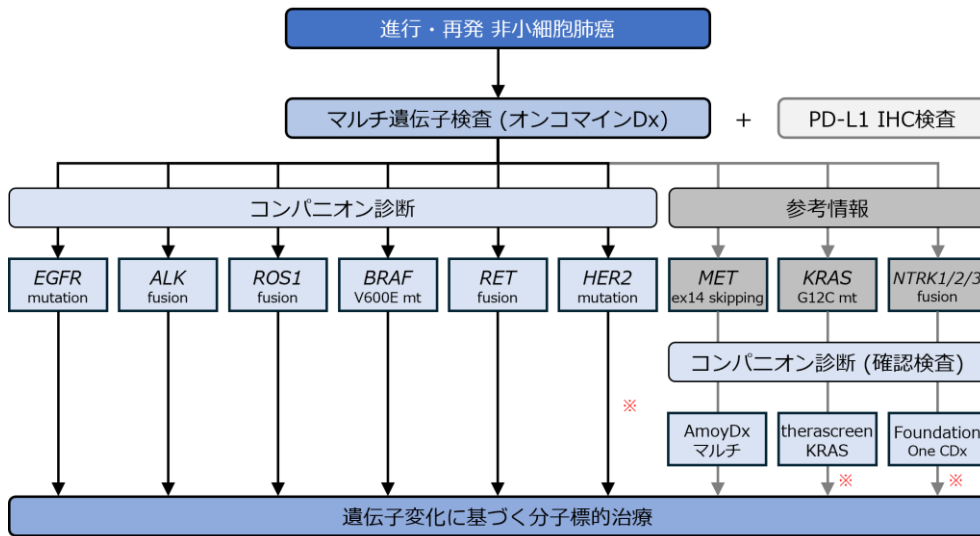 進行・再発 非小細胞肺癌
マルチ遺伝子検査 (オンコマインDx)
+
PD-L1 IHC検査
コンパニオン診断
参考情報
EGFR
mutation
ALK
fusion
ROS1
fusion
BRAF
V600E mt
RET
fusion
HER2
mutation
MET
ex14 skipping
KRAS
G12C mt
NTRK1/2/3
fusion
コンパニオン診断 (確認検査)
※
AmoyDx
マルチ
therascreen
KRAS
Foundation
One CDx
※
※
遺伝子変化に基づく分子標的治療